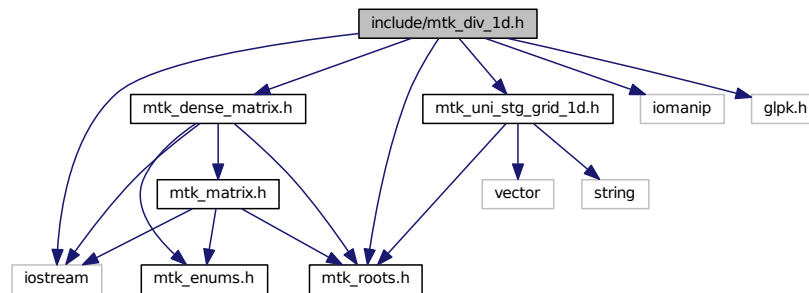 include/mtk_div_1d.h
mtk_dense_matrix.h
mtk_uni_stg_grid_1d.h
iomanip
glpk.h
mtk_matrix.h
vector
string
iostream
mtk_enums.h
mtk_roots.h